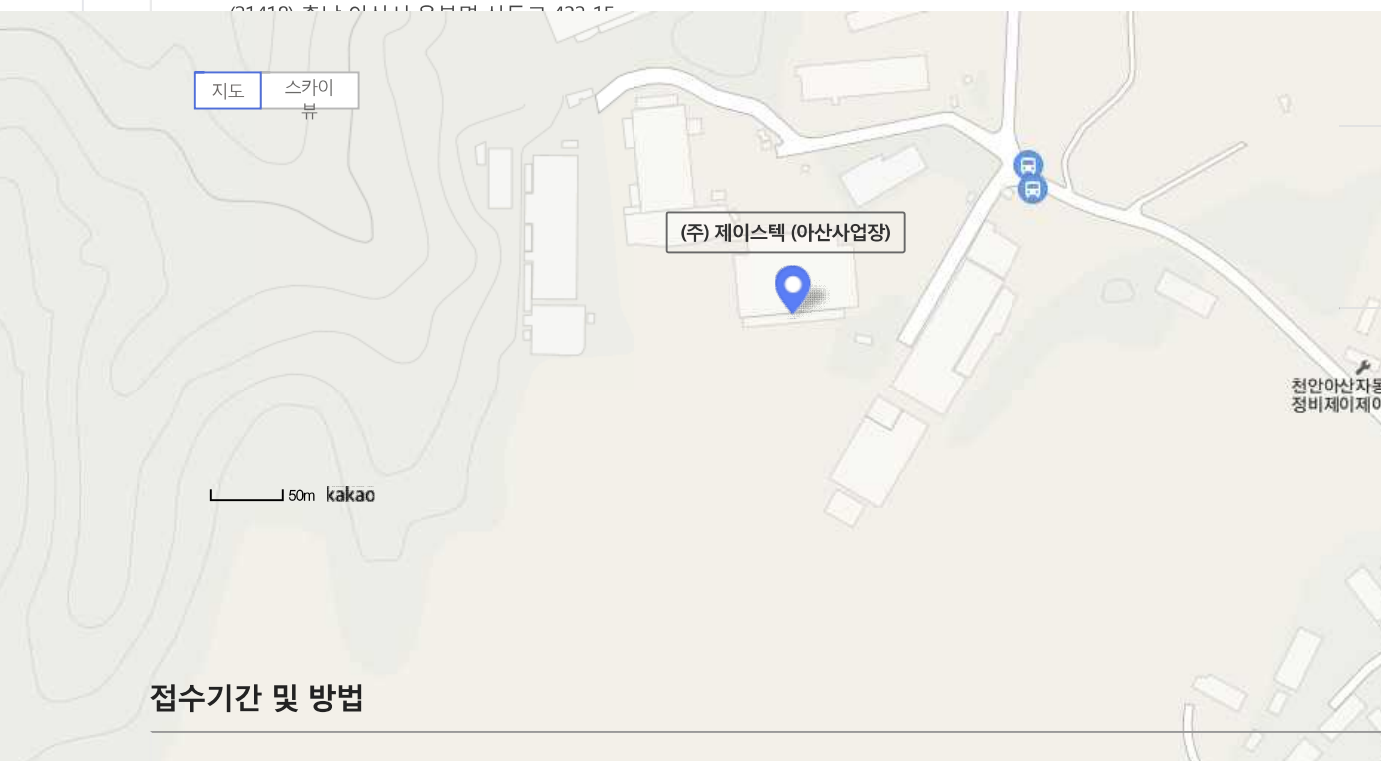 지도
스카이
뷰
(주) 제이스텍 (아산사업장)
천안아산자동
정비제이제이
50m kakao
접수기간 및 방법